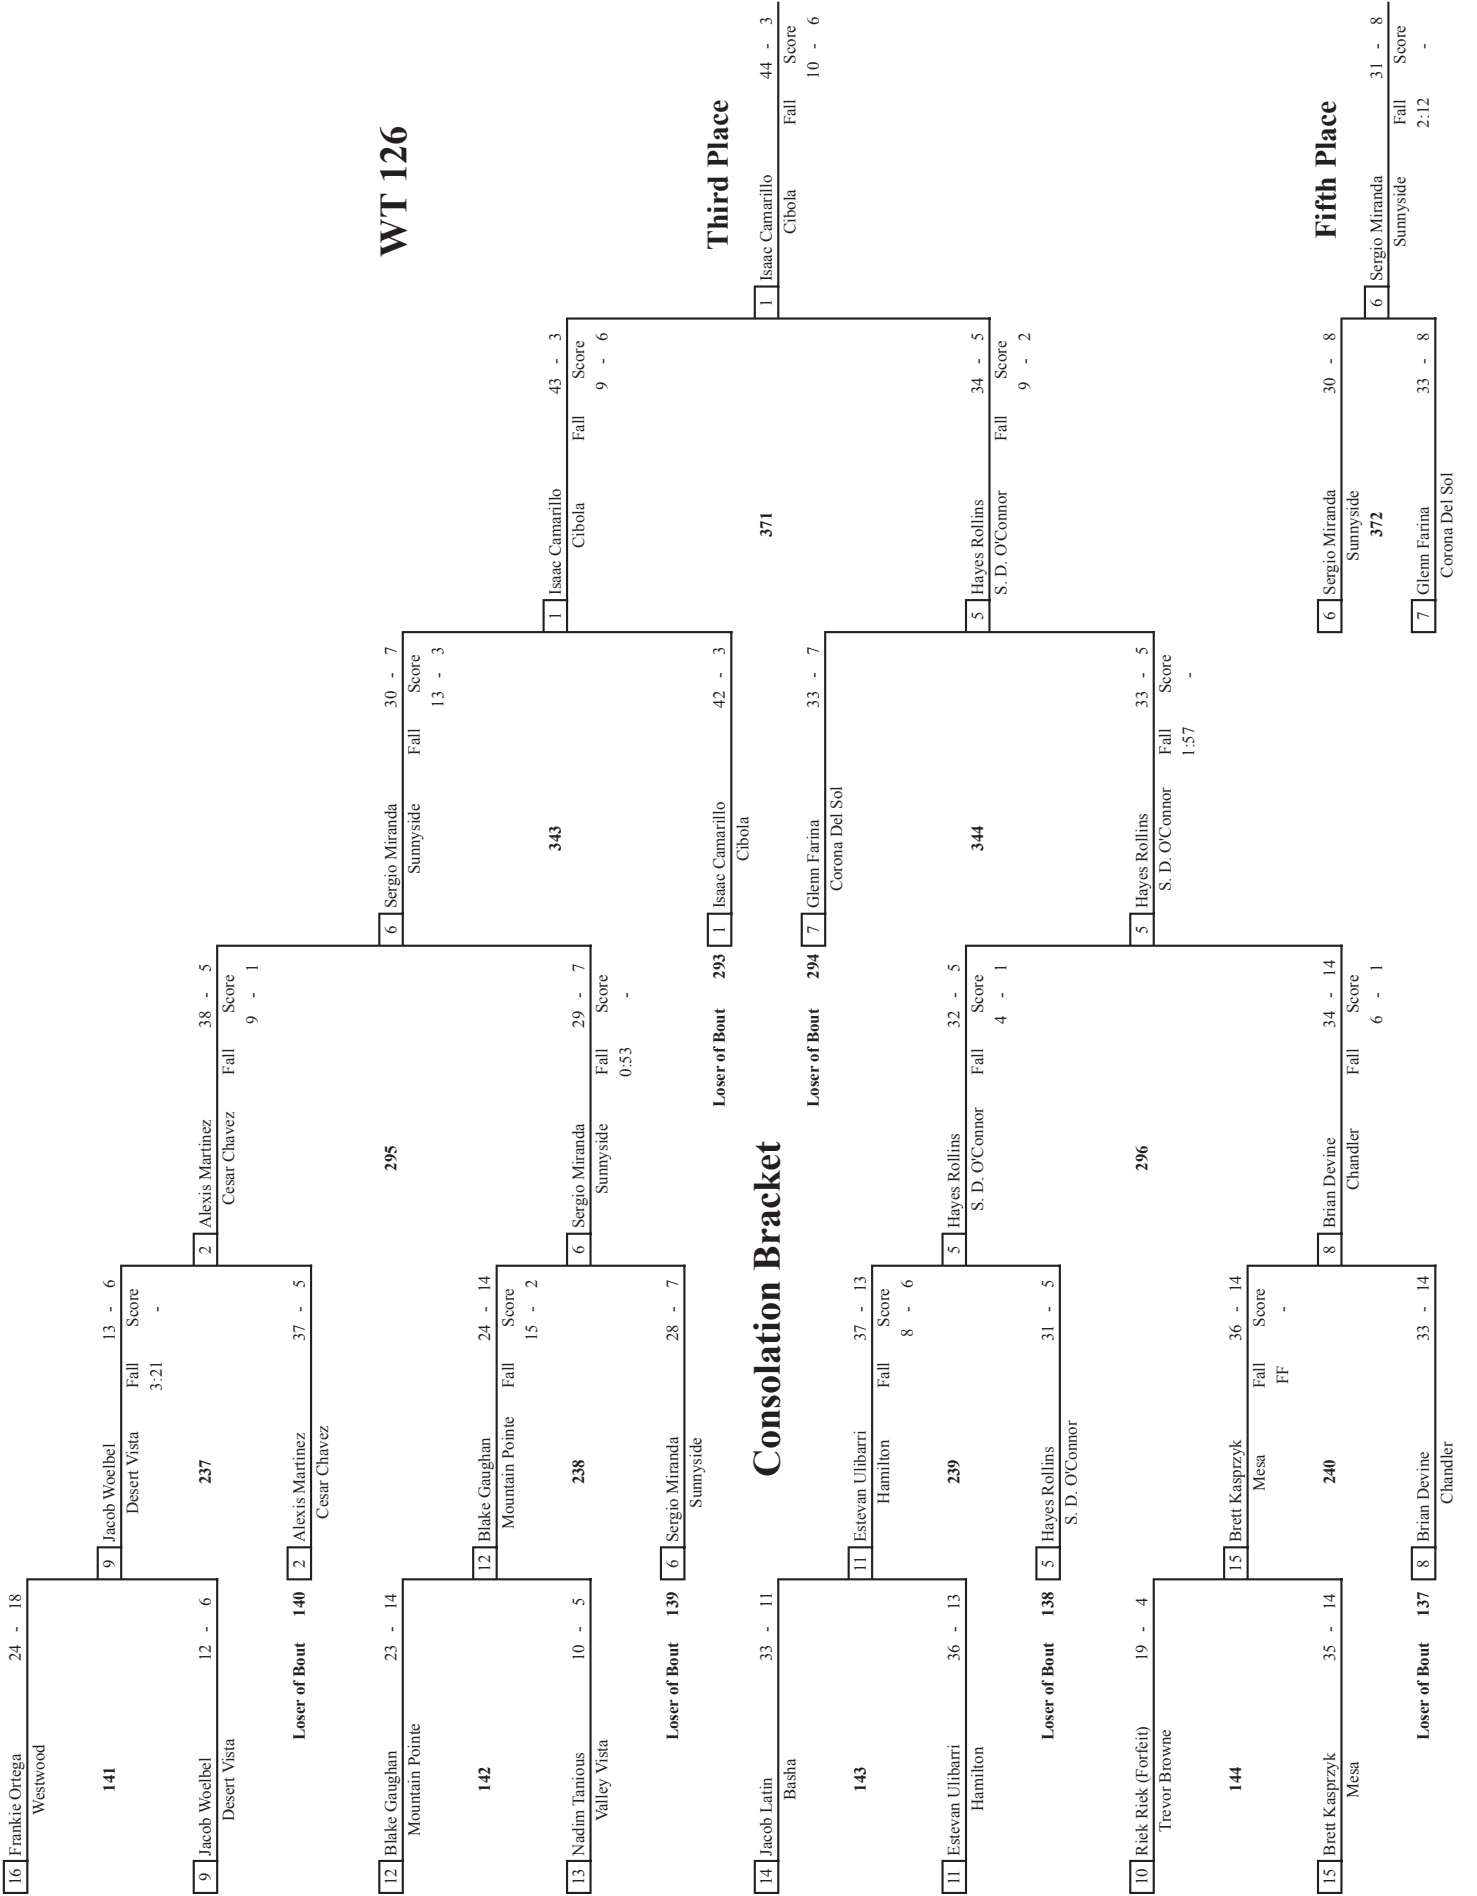 WT 126
Consolation Bracket
16 Frankie Ortega 24 - 18
Westwood
141
9 Jacob Woelbel 12 - 6
Desert Vista
Loser of Bout 140
12 Blake Gaughan 23 - 14
Mountain Pointe
142
13 Nadim Tanious 10 - 5
Valley Vista
Loser of Bout 139
14 Jacob Latin 33 - 11
Basha
143
11 Estevan Ulibarri 36 - 13
Hamilton
Loser of Bout 138
10 Riek Riek (Forfeit) 19 - 4
Trevor Browne
144
15 Brett Kasprzyk 35 - 14
Mesa
Loser of Bout 137
9 Jacob Woelbel 13 - 6
Desert Vista Fall Score
3:21 -
237
2 Alexis Martinez 37 - 5
Cesar Chavez
12 Blake Gaughan 24 - 14
Mountain Pointe Fall Score
15 - 2
238
6 Sergio Miranda 28 - 7
Sunnyside
11 Estevan Ulibarri 37 - 13
Hamilton Fall Score
8 - 6
239
5 Hayes Rollins 31 - 5
S. D. O'Connor
15 Brett Kasprzyk 36 - 14
Mesa Fall Score
FF -
240
8 Brian Devine 33 - 14
Chandler
2 Alexis Martinez 38 - 5
Cesar Chavez Fall Score
9 - 1
295
6 Sergio Miranda 29 - 7
Sunnyside Fall Score
0:53 -
Loser of Bout 293
Loser of Bout 294
5 Hayes Rollins 32 - 5
S. D. O'Connor Fall Score
4 - 1
296
8 Brian Devine 34 - 14
Chandler Fall Score
6 - 1
6 Sergio Miranda 30 - 7
Sunnyside Fall Score
13 - 3
343
1 Isaac Camarillo 42 - 3
Cibola
7 Glenn Farina 33 - 7
Corona Del Sol
344
5 Hayes Rollins 33 - 5
S. D. O'Connor Fall Score
1:57 -
1 Isaac Camarillo 43 - 3
Cibola Fall Score
9 - 6
371
5 Hayes Rollins 34 - 5
S. D. O'Connor Fall Score
9 - 2
6 Sergio Miranda 30 - 8
Sunnyside
372
7 Glenn Farina 33 - 8
Corona Del Sol
Third Place
1 Isaac Camarillo 44 - 3
Cibola Fall Score
10 - 6
Fifth Place
6 Sergio Miranda 31 - 8
Sunnyside Fall Score
2:12 -